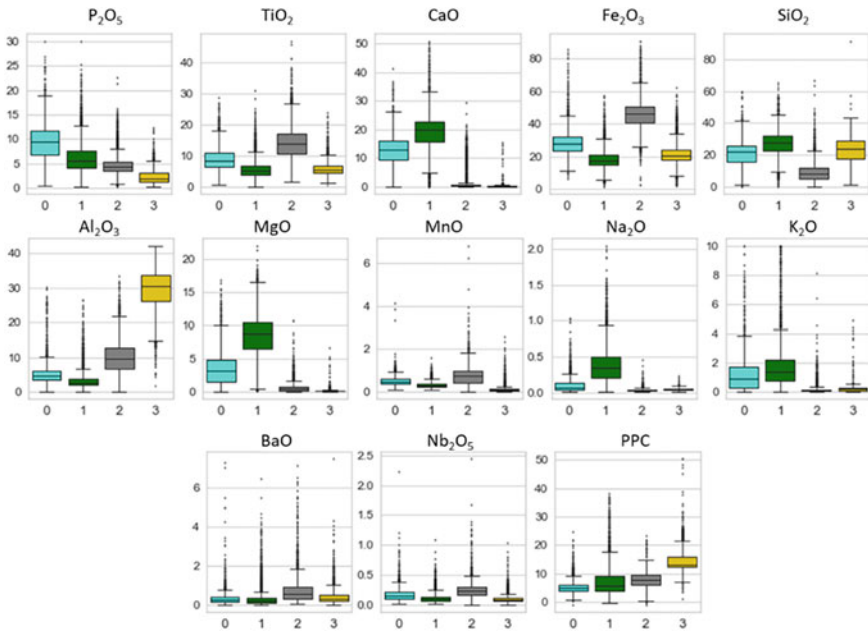 P₂O₅ TiO₂ CaO Fe₂O₃ SiO₂
30 25 20 15 10 5 0
0 1 2 3
40 30 20 10 0
0 1 2 3
50 40 30 20 10 0
0 1 2 3
80 60 40 20 0
0 1 2 3
80 60 40 20 0
0 1 2 3
Al₂O₃ MgO MnO Na₂O K₂O
40 30 20 10 0
0 1 2 3
20 15 10 5 0
0 1 2 3
6 4 2 0
0 1 2 3
2.0 1.5 1.0 0.5 0.0
0 1 2 3
10 8 6 4 2 0
0 1 2 3
BaO Nb₂O₅ PPC
6 4 2 0
0 1 2 3
2.5 2.0 1.5 1.0 0.5 0.0
0 1 2 3
50 40 30 20 10 0
0 1 2 3